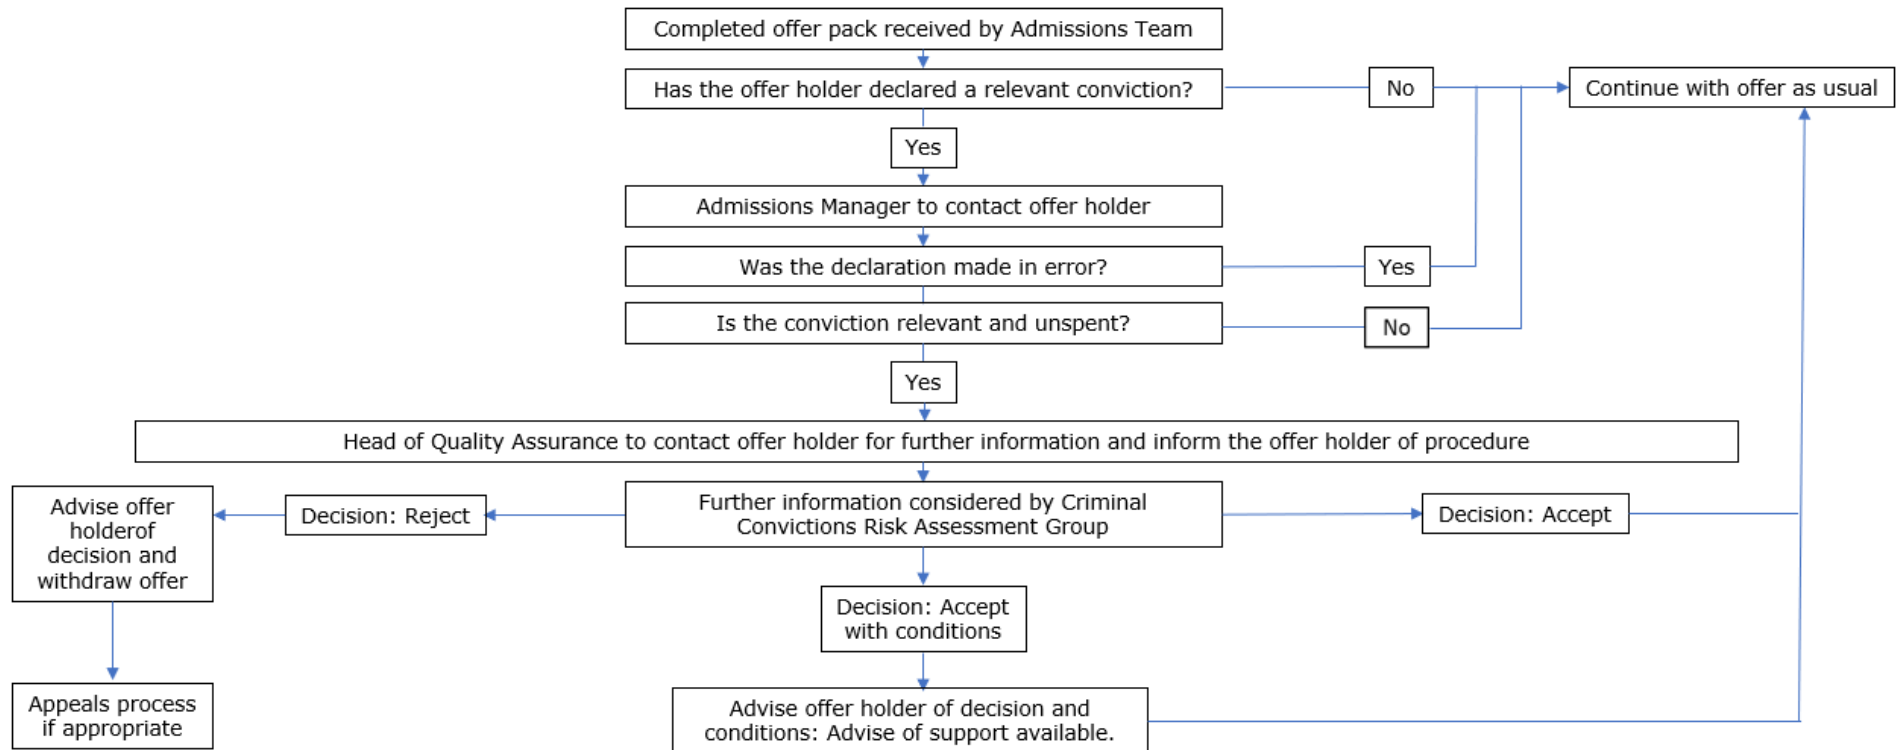 Completed offer pack received by Admissions Team
Has the offer holder declared a relevant conviction?
No
Continue with offer as usual
Yes
Admissions Manager to contact offer holder
Was the declaration made in error?
Yes
Is the conviction relevant and unspent?
No
Yes
Head of Quality Assurance to contact offer holder for further information and inform the offer holder of procedure
Advise offer
holderof
decision and
withdraw offer
Decision: Reject
Further information considered by Criminal
Convictions Risk Assessment Group
Decision: Accept
Decision: Accept
with conditions
Appeals process
if appropriate
Advise offer holder of decision and
conditions: Advise of support available.